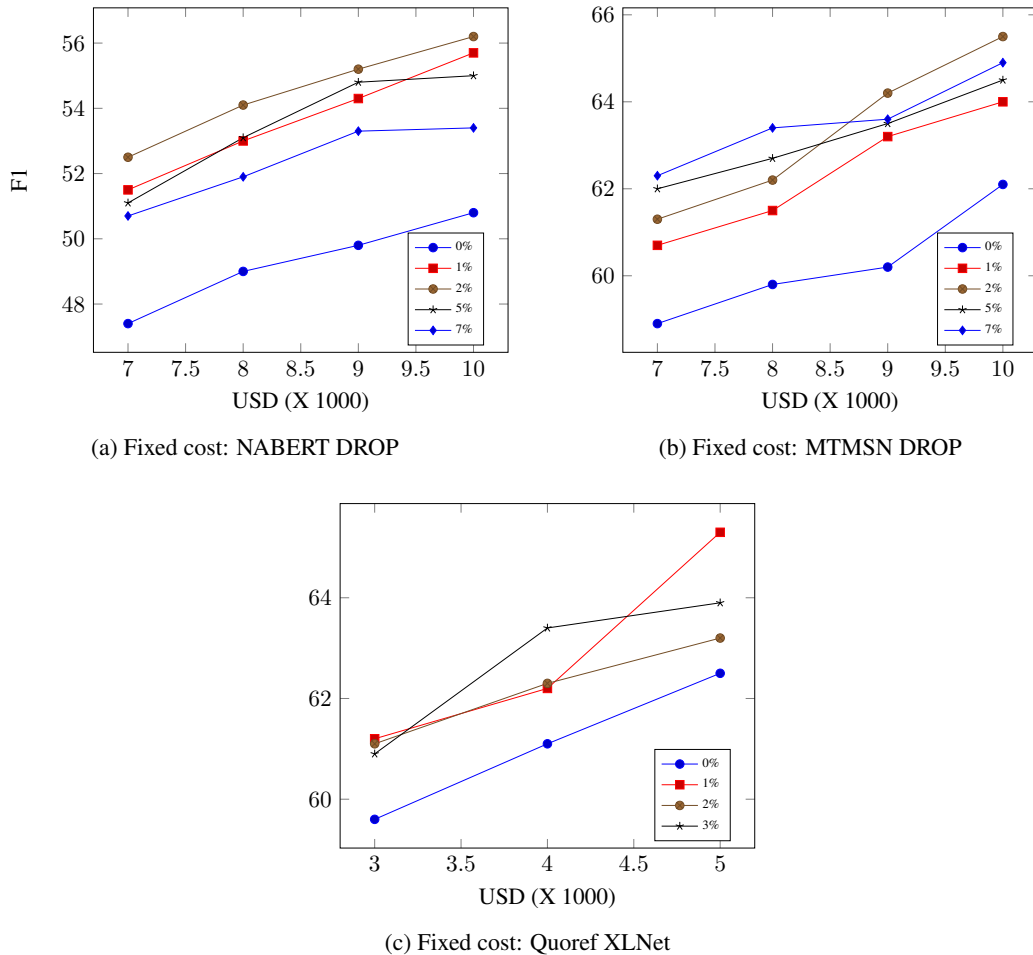 56
54
52
50
48
F1
7 7.5 8 8.5 9 9.5 10
USD (X 1000)
0%
1%
2%
5%
7%
(a) Fixed cost: NABERT DROP
66
64
62
60
7 7.5 8 8.5 9 9.5 10
USD (X 1000)
0%
1%
2%
5%
7%
(b) Fixed cost: MTMSN DROP
64
62
60
3 3.5 4 4.5 5
USD (X 1000)
0%
1%
2%
3%
(c) Fixed cost: Quoref XLNet